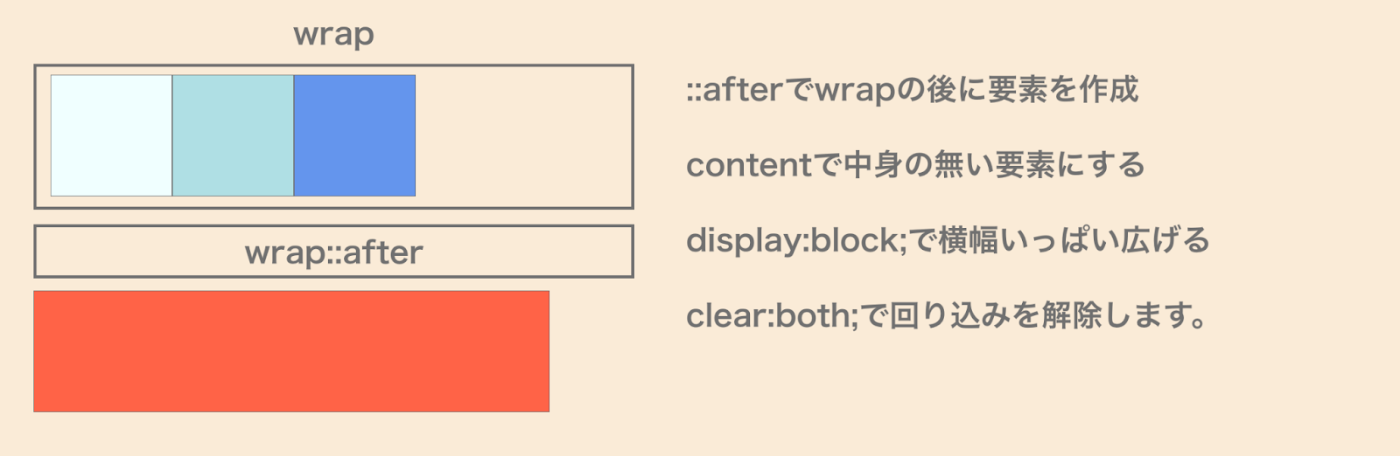 wrap
wrap::after
::afterでwrapの後に要素を作成
contentで中身の無い要素にする
display:block;で横幅いっぱい広げる
clear:both;で回り込みを解除します。